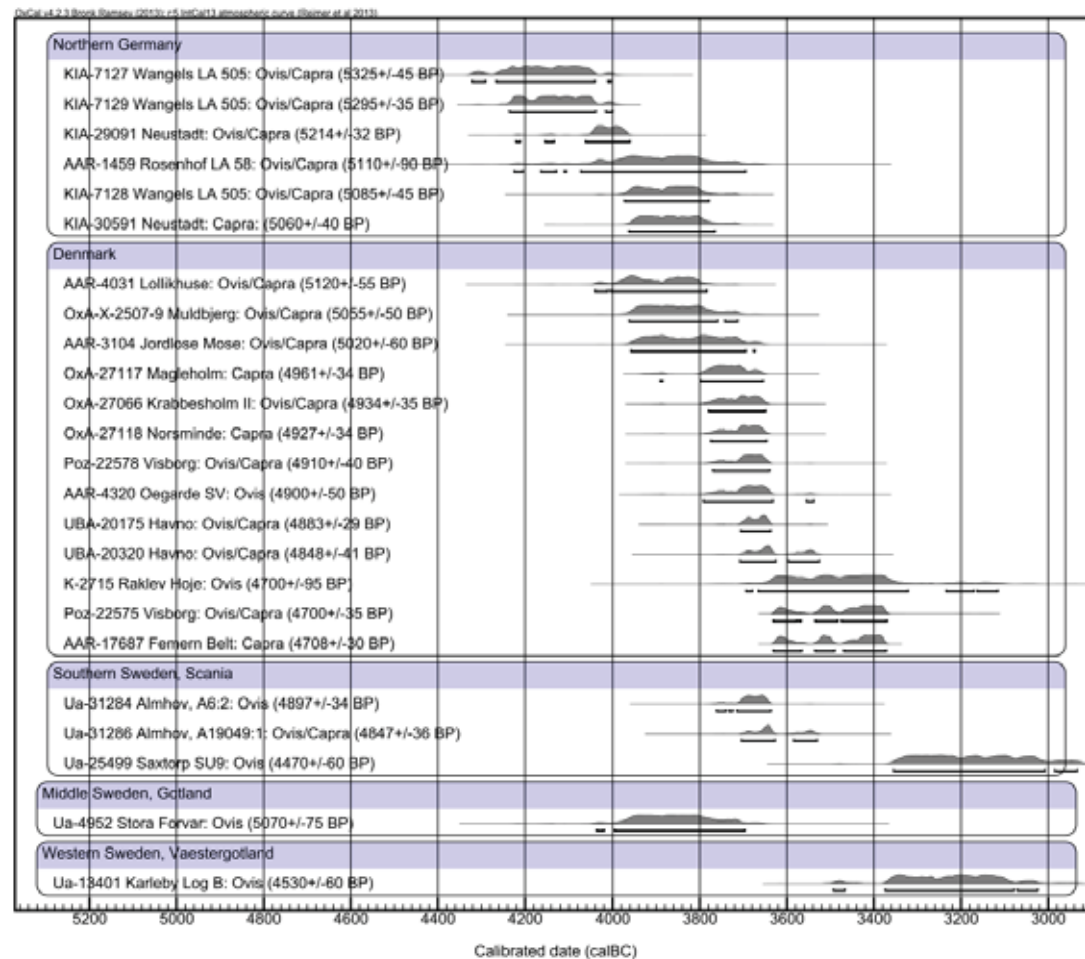 OxCal v4.2.3 Bronk Ramsey (2013); r:5 IntCal13 atmospheric curve (Reimer et al 2013)
Northern Germany
KIA-7127 Wangels LA 505: Ovis/Capra (5325+/-45 BP)
KIA-7129 Wangels LA 505: Ovis/Capra (5295+/-35 BP)
KIA-29091 Neustadt: Ovis/Capra (5214+/-32 BP)
AAR-1459 Rosenhof LA 58: Ovis/Capra (5110+/-90 BP)
KIA-7128 Wangels LA 505: Ovis/Capra (5085+/-45 BP)
KIA-30591 Neustadt: Capra: (5060+/-40 BP)
Denmark
AAR-4031 Lollikhuse: Ovis/Capra (5120+/-55 BP)
OxA-X-2507-9 Muldbjerg: Ovis/Capra (5055+/-50 BP)
AAR-3104 Jordlose Mose: Ovis/Capra (5020+/-60 BP)
OxA-27117 Magleholm: Capra (4961+/-34 BP)
OxA-27066 Krabbesholm II: Ovis/Capra (4934+/-35 BP)
OxA-27118 Norsminde: Capra (4927+/-34 BP)
Poz-22578 Visborg: Ovis/Capra (4910+/-40 BP)
AAR-4320 Oegarde SV: Ovis (4900+/-50 BP)
UBA-20175 Havno: Ovis/Capra (4883+/-29 BP)
UBA-20320 Havno: Ovis/Capra (4848+/-41 BP)
K-2715 Raklev Hoje: Ovis (4700+/-95 BP)
Poz-22575 Visborg: Ovis/Capra (4700+/-35 BP)
AAR-17687 Femern Belt: Capra (4708+/-30 BP)
Southern Sweden, Scania
Ua-31284 Almhov, A6:2: Ovis (4897+/-34 BP)
Ua-31286 Almhov, A19049:1: Ovis/Capra (4847+/-36 BP)
Ua-25499 Saxtorp SU9: Ovis (4470+/-60 BP)
Middle Sweden, Gotland
Ua-4952 Stora Forvar: Ovis (5070+/-75 BP)
Western Sweden, Vaestergotland
Ua-13401 Karleby Log B: Ovis (4530+/-60 BP)
5200 5000 4800 4600 4400 4200 4000 3800 3600 3400 3200 3000
Calibrated date (calBC)